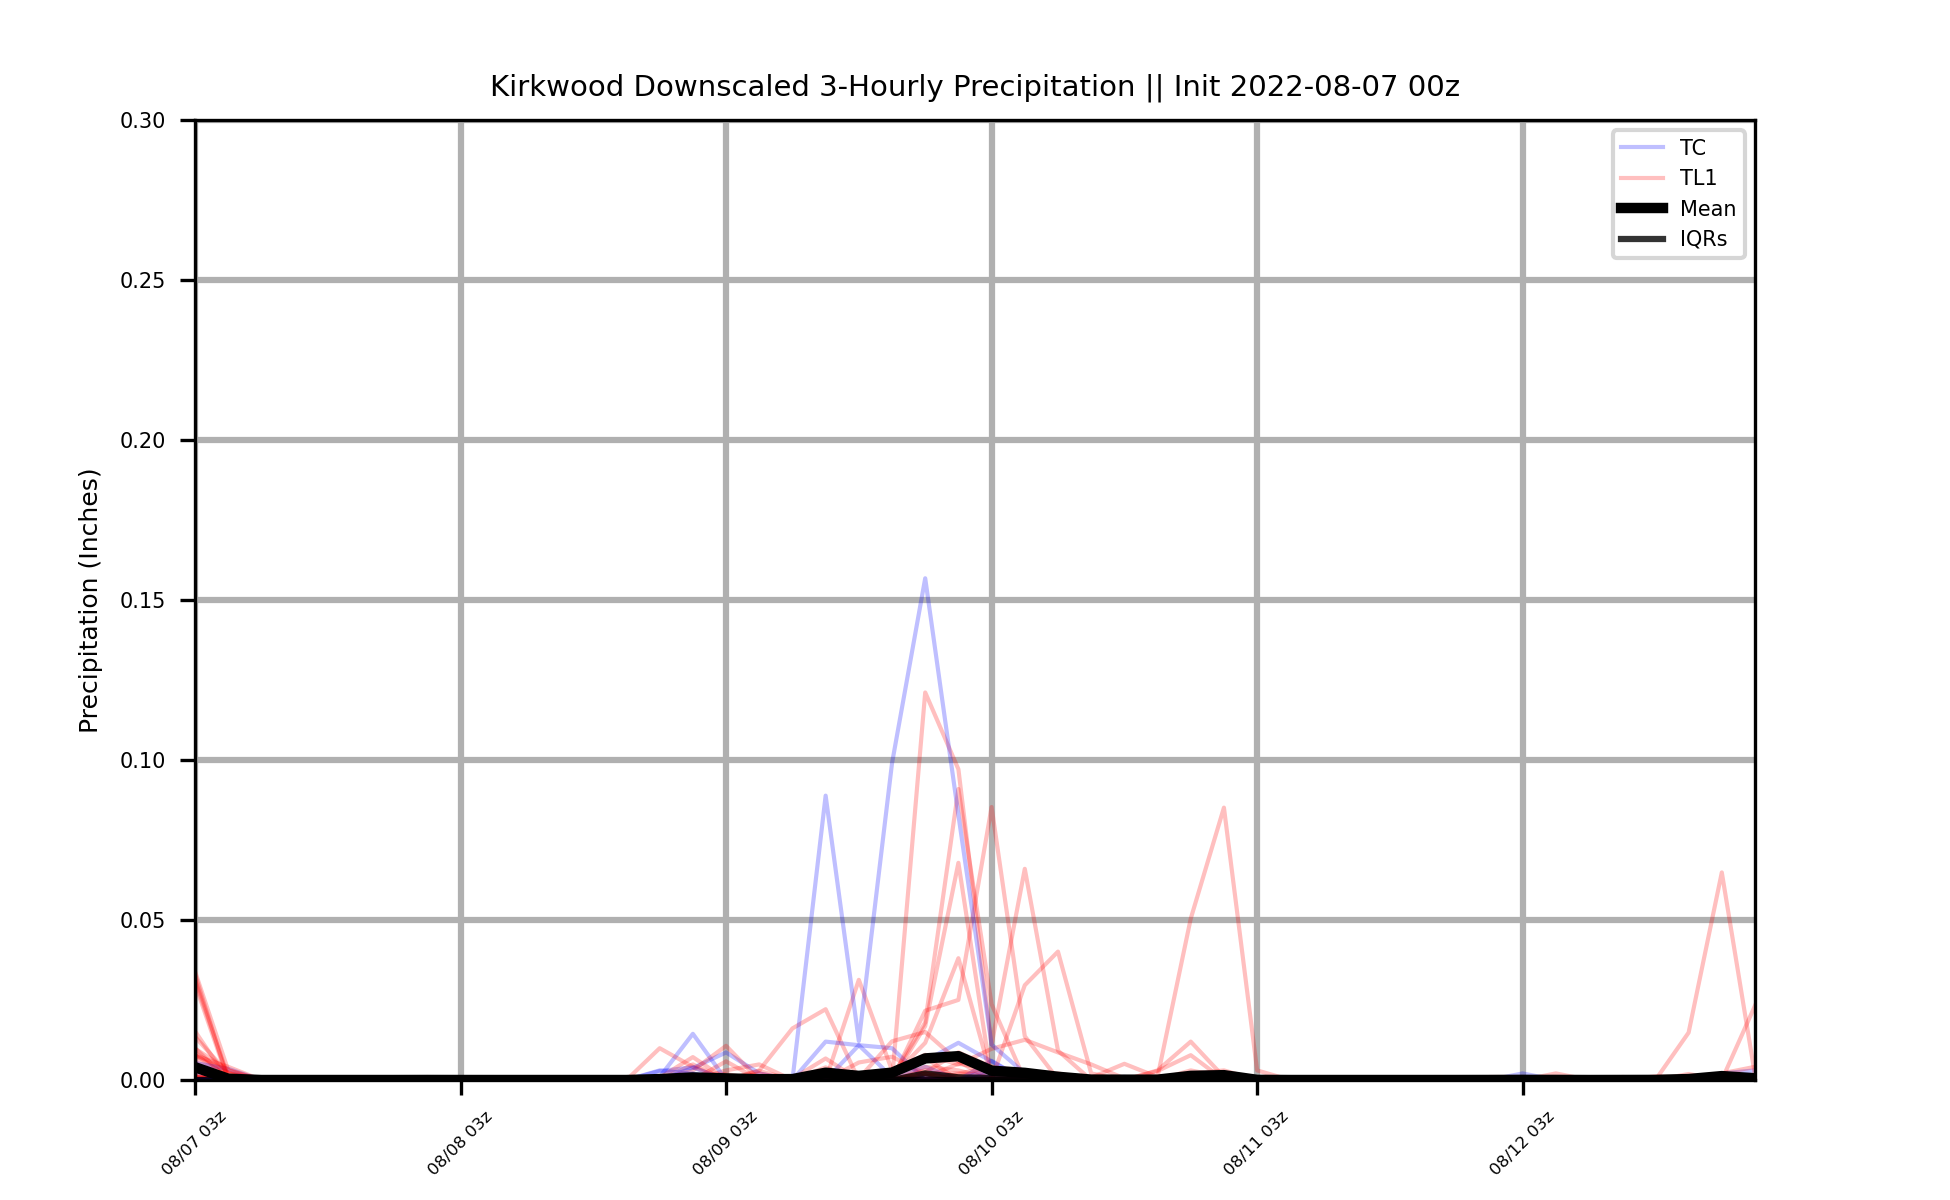 Kirkwood Downscaled 3-Hourly Precipitation || Init 2022-08-07 00z
TC
TL1
Mean
IQRs
Precipitation (Inches)
0.30
0.25
0.20
0.15
0.10
0.05
0.00
08/07 03z
08/08 03z
08/09 03z
08/10 03z
08/11 03z
08/12 03z